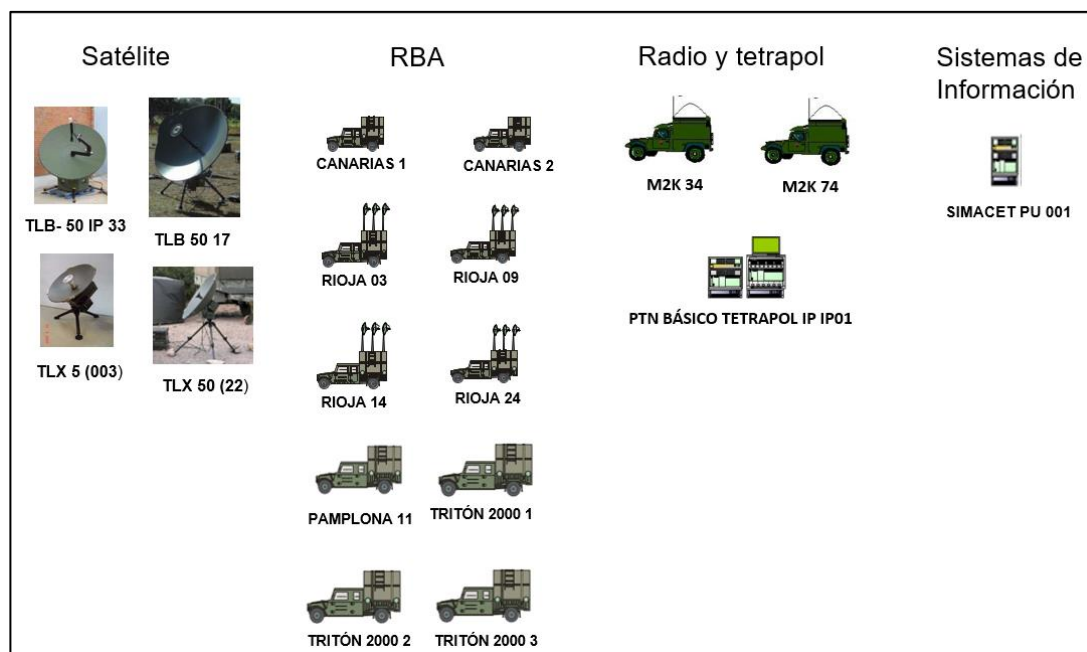 Satélite
TLB- 50 IP 33
TLB 50 17
TLX 5 (003)
TLX 50 (22)
RBA
CANARIAS 1
CANARIAS 2
RIOJA 03
RIOJA 09
RIOJA 14
RIOJA 24
PAMPLONA 11
TRITÓN 2000 1
TRITÓN 2000 2
TRITÓN 2000 3
Radio y tetrapol
M2K 34
M2K 74
PTN BÁSICO TETRAPOL IP IP01
Sistemas de
Información
SIMACET PU 001